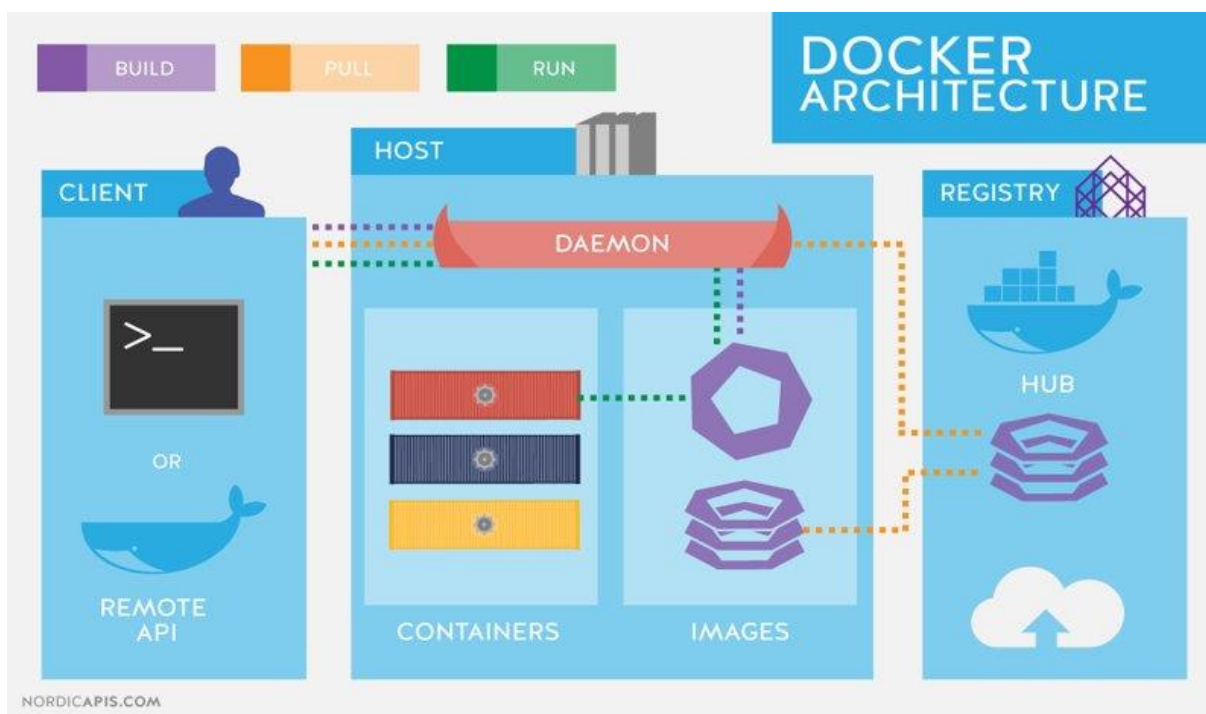 BUILD
PULL
RUN
DOCKER
ARCHITECTURE
HOST
CLIENT
REGISTRY
DAEMON
>_
HUB
OR
REMOTE
API
CONTAINERS
IMAGES
NORDICAPIS.COM